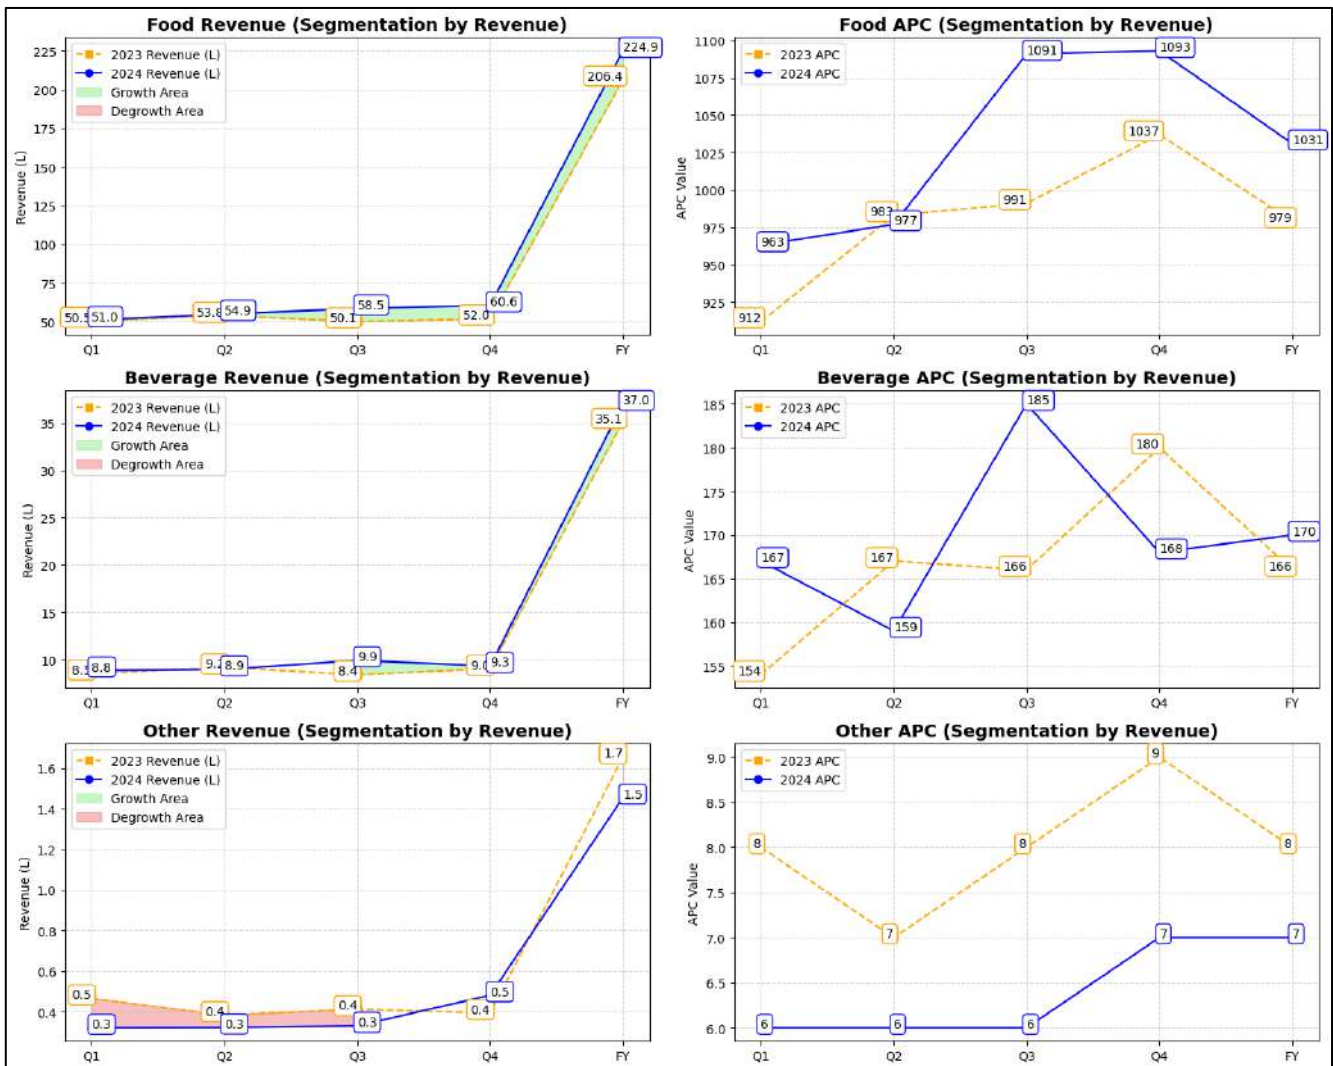 Food Revenue (Segmentation by Revenue)
2023 Revenue (L)
2024 Revenue (L)
Growth Area
Degrowth Area
Revenue (L)
225
200
175
150
125
100
75
50
50.5
51.0
53.8
54.9
50.1
58.5
52.0
60.6
206.4
224.9
Q1
Q2
Q3
Q4
FY
Food APC (Segmentation by Revenue)
2023 APC
2024 APC
APC Value
1100
1075
1050
1025
1000
975
950
925
912
963
983
977
991
1091
1037
1093
979
1031
Q1
Q2
Q3
Q4
FY
Beverage Revenue (Segmentation by Revenue)
2023 Revenue (L)
2024 Revenue (L)
Growth Area
Degrowth Area
Revenue (L)
35
30
25
20
15
10
8.8
9.2
8.9
8.4
9.9
9.0
9.3
35.1
37.0
Q1
Q2
Q3
Q4
FY
Beverage APC (Segmentation by Revenue)
2023 APC
2024 APC
APC Value
185
180
175
170
165
160
155
154
167
167
159
166
185
180
168
166
170
Q1
Q2
Q3
Q4
FY
Other Revenue (Segmentation by Revenue)
2023 Revenue (L)
2024 Revenue (L)
Growth Area
Degrowth Area
Revenue (L)
1.6
1.4
1.2
1.0
0.8
0.6
0.4
0.5
0.3
0.4
0.3
0.4
0.3
0.4
0.5
1.7
1.5
Q1
Q2
Q3
Q4
FY
Other APC (Segmentation by Revenue)
2023 APC
2024 APC
APC Value
9.0
8.5
8.0
7.5
7.0
6.5
6.0
8
6
7
6
8
6
9
7
8
7
Q1
Q2
Q3
Q4
FY